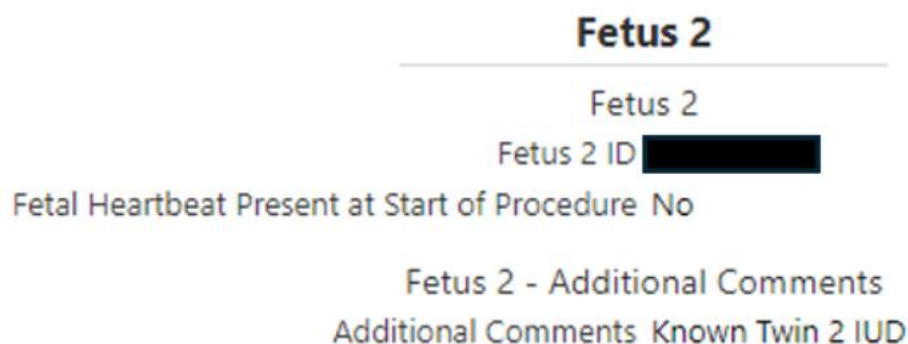 Fetus 2
Fetus 2
Fetus 2 ID
Fetal Heartbeat Present at Start of Procedure No
Fetus 2 - Additional Comments
Additional Comments Known Twin 2 IUD